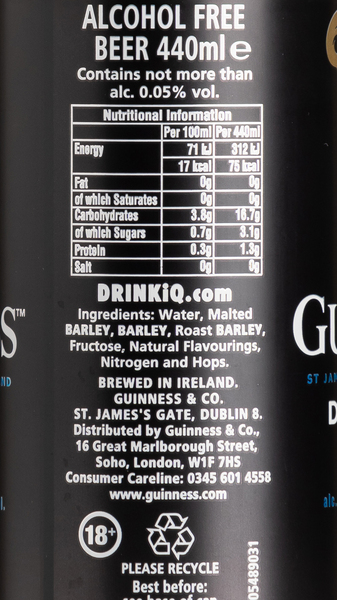 ALCOHOL FREE
BEER 440ml e
Contains not more than
alc. 0.05% vol.
Nutritional Information
Per 100ml Per 440ml
Energy 71 kJ 312 kJ
17 kcal 75 kcal
Fat 0g 0g
of which Saturates 0g 0g
Carbohydrates 3.8g 16.7g
of which Sugars 0.7g 3.1g
Protein 0.3g 1.3g
Salt 0g 0g
DRINKiQ.com
Ingredients: Water, Malted
BARLEY, BARLEY, Roast BARLEY,
Fructose, Natural Flavourings,
Nitrogen and Hops.
BREWED IN IRELAND.
GUINNESS & CO.
ST. JAMES'S GATE, DUBLIN 8.
Distributed by Guinness & Co.,
16 Great Marlborough Street,
Soho, London, W1F 7HS
Consumer Careline: 0345 601 4558
www.guinness.com
18+
PLEASE RECYCLE
Best before:
05489031
S™
ND
GU
ST JAM
D
alc.